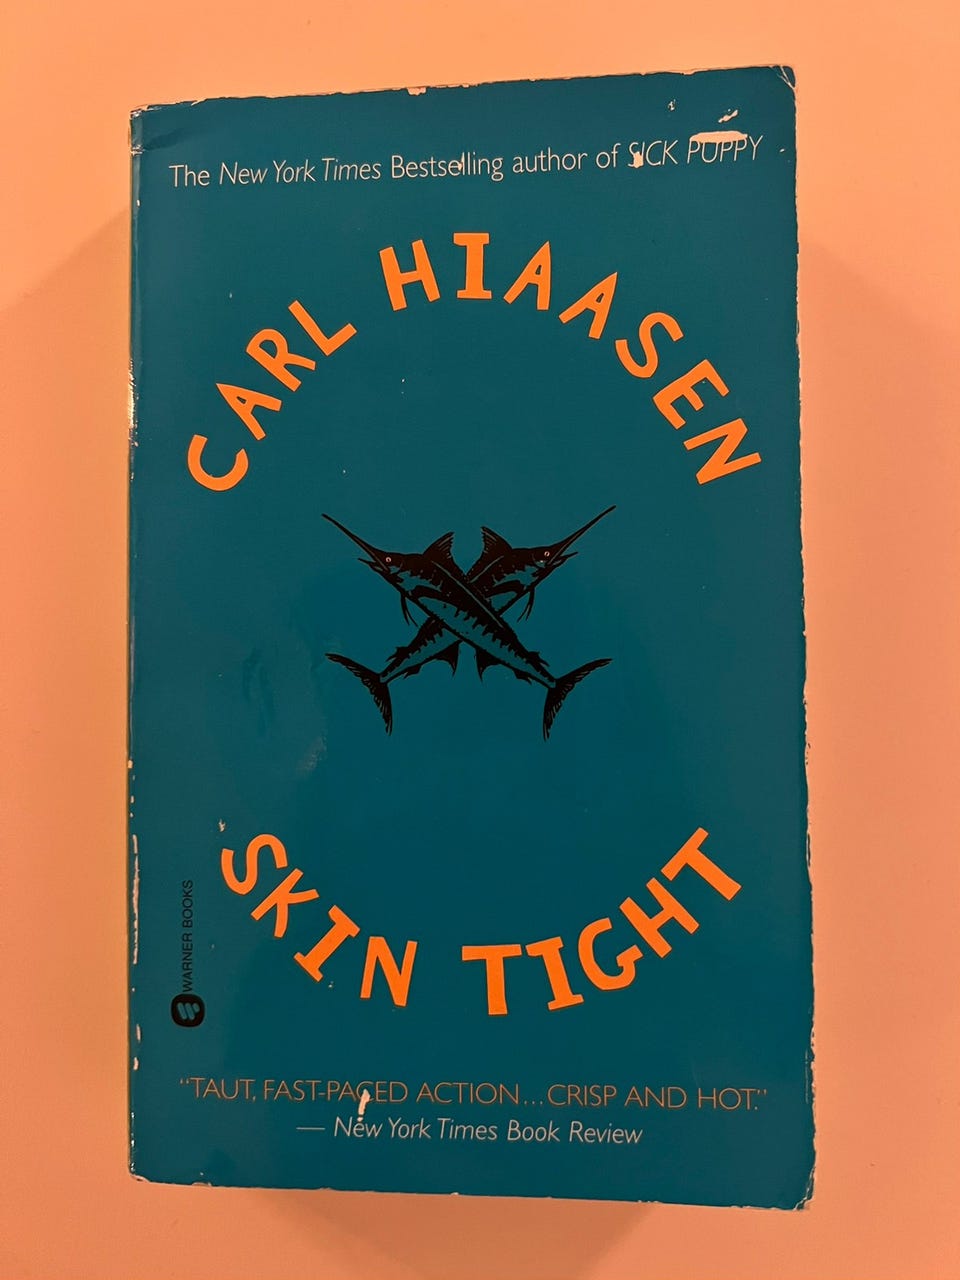 The New York Times Bestselling author of SICK PUPPY
CARL HIAASEN
SKIN TIGHT
WARNER BOOKS
“TAUT, FAST-PACED ACTION...CRISP AND HOT.”
— New York Times Book Review